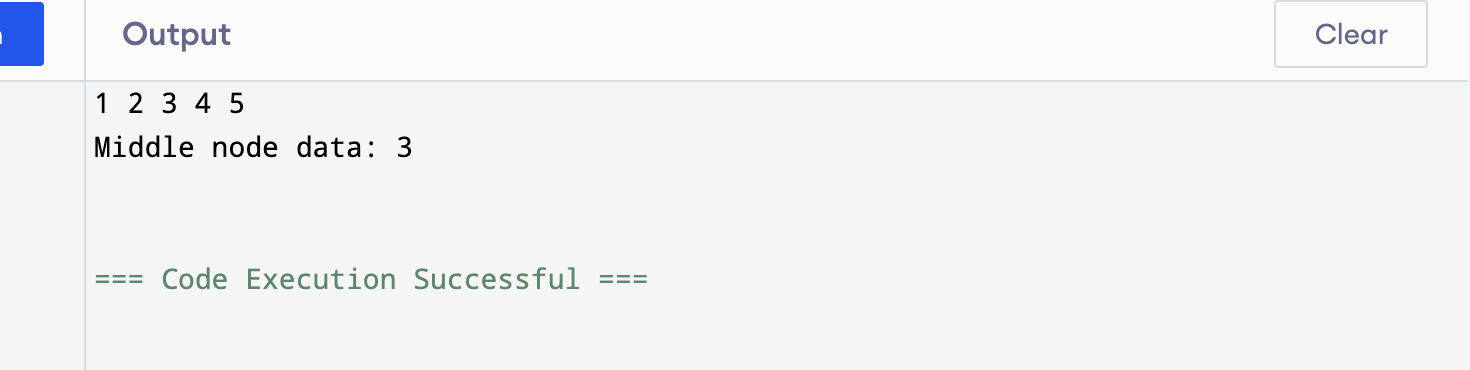 Output
Clear
1 2 3 4 5
Middle node data: 3
=== Code Execution Successful ===